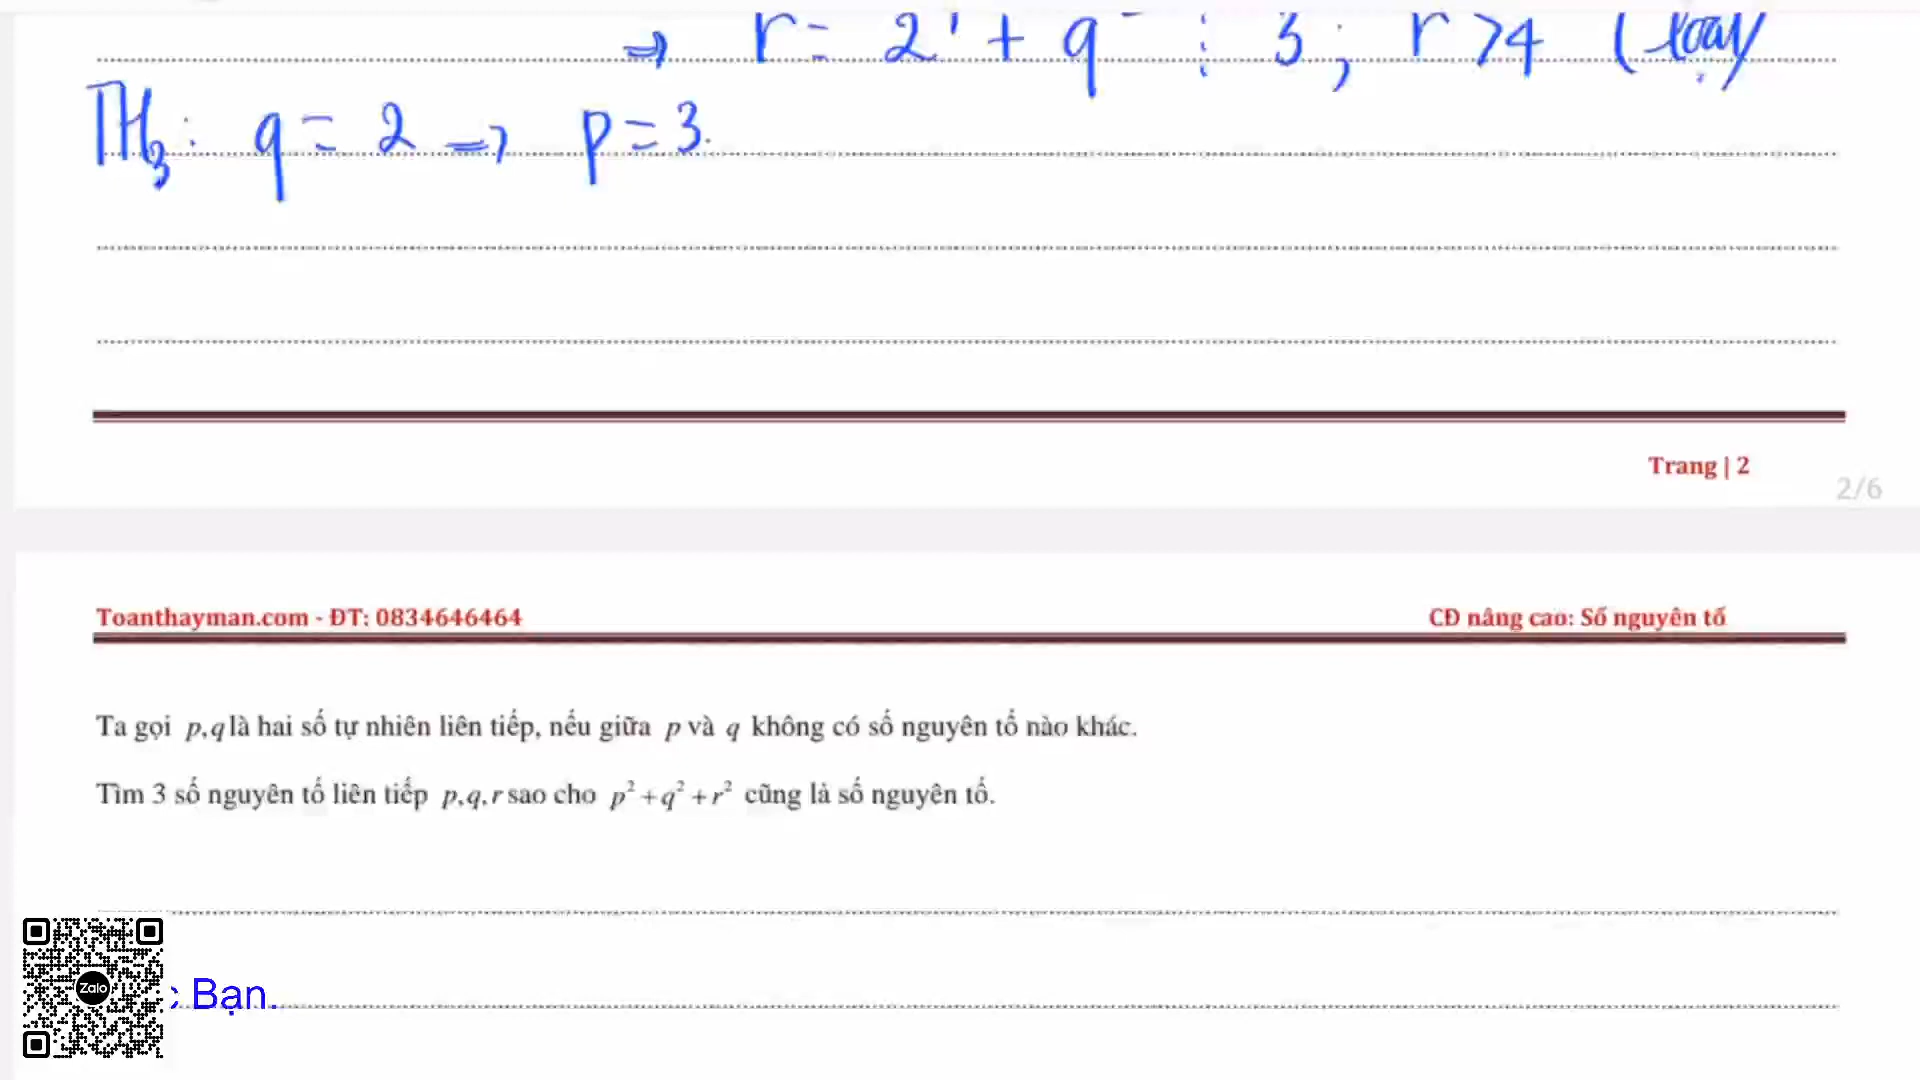 ⇒ r = 2^q + q² ⋮ 3; r > 4 (loại)
TH₃: q = 2 ⇒ p = 3.
Trang | 2
2/6
Toanthayman.com - ĐT: 0834646464
CĐ nâng cao: Số nguyên tố
Ta gọi p,q là hai số tự nhiên liên tiếp, nếu giữa p và q không có số nguyên tố nào khác.
Tìm 3 số nguyên tố liên tiếp p,q,r sao cho p² + q² + r² cũng là số nguyên tố.
Zalo
Bạn.